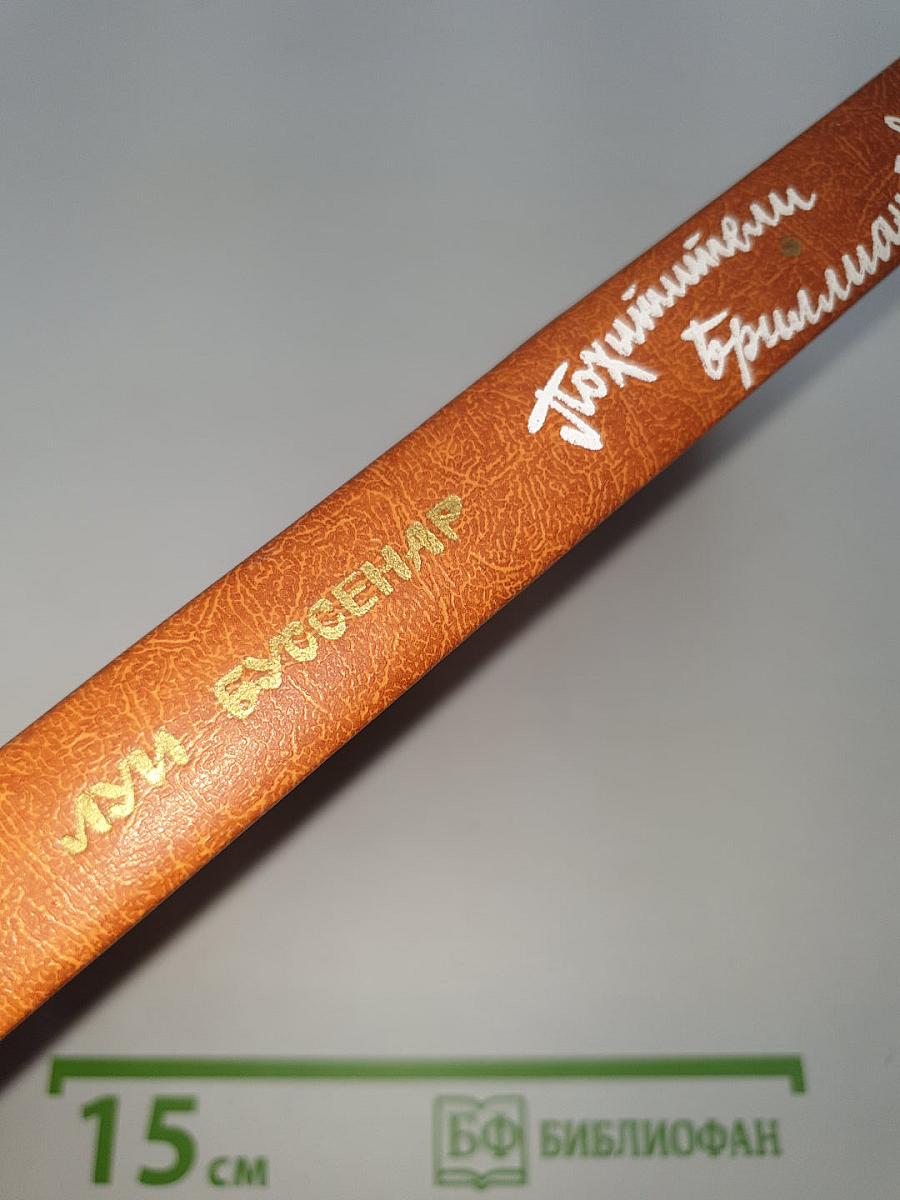 ЛУИ БУССЕНАР
Похитители
15 см
БФ БИБЛИОФАН